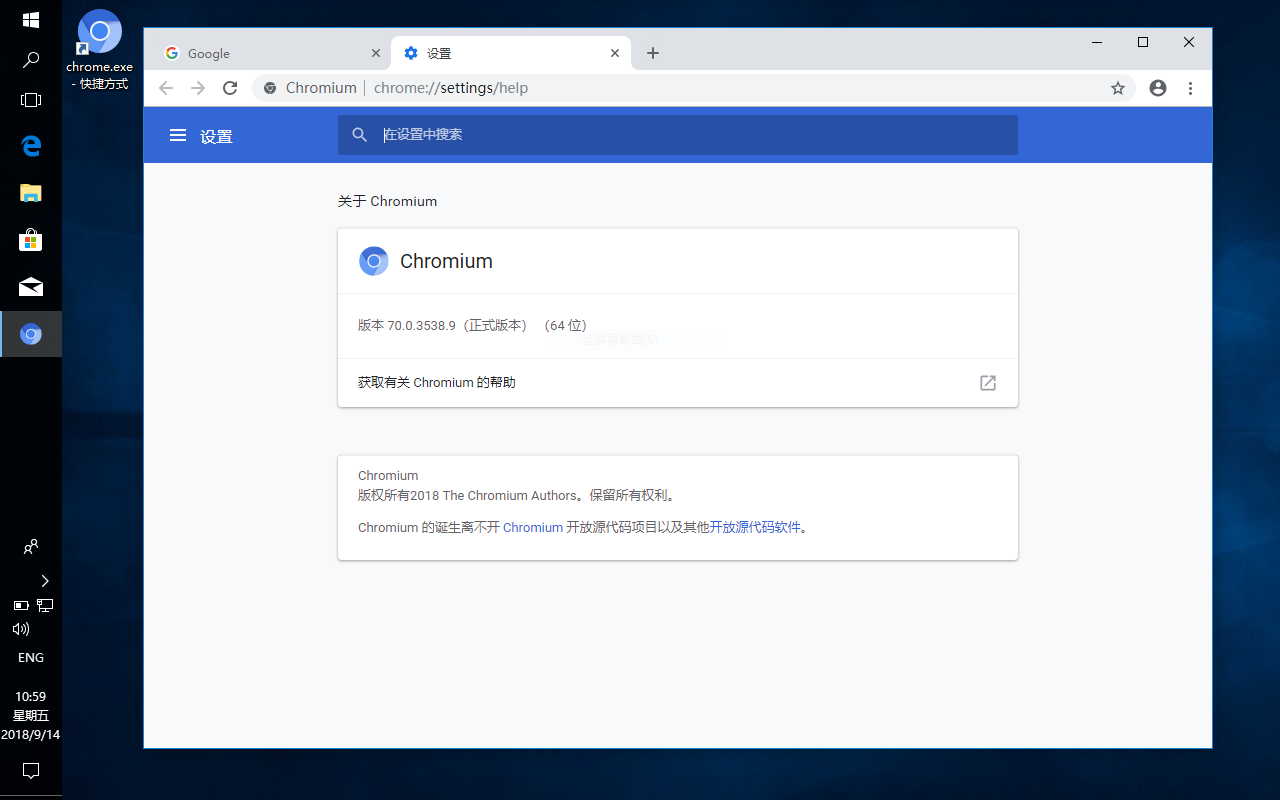 chrome.exe
- 快捷方式
Google
设置
Chromium
chrome://settings/help
设置
在设置中搜索
关于 Chromium
Chromium
版本 70.0.3538.9（正式版本） （64 位）
获取有关 Chromium 的帮助
Chromium
版权所有2018 The Chromium Authors。保留所有权利。
Chromium 的诞生离不开 Chromium 开放源代码项目以及其他开放源代码软件。
ENG
10:59
星期五
2018/9/14